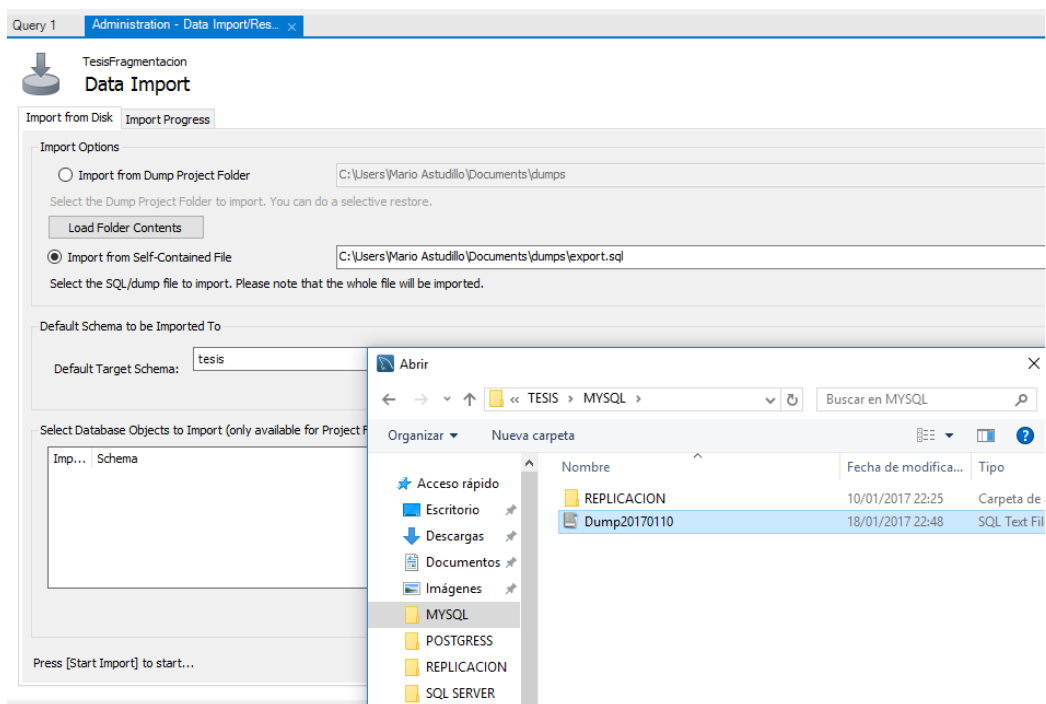 Query 1
Administration - Data Import/Res...
TesisFragmentacion
Data Import
Import from Disk
Import Progress
Import Options
Import from Dump Project Folder
C:\Users\Mario Astudillo\Documents\dumps
Select the Dump Project Folder to import. You can do a selective restore.
Load Folder Contents
Import from Self-Contained File
C:\Users\Mario Astudillo\Documents\dumps\export.sql
Select the SQL/dump file to import. Please note that the whole file will be imported.
Default Schema to be Imported To
Default Target Schema:
tesis
Select Database Objects to Import (only available for Project F
Imp... Schema
Press [Start Import] to start...
Abrir
« TESIS > MYSQL >
Buscar en MYSQL
Organizar
Nueva carpeta
Nombre
Fecha de modifica...
Tipo
Acceso rápido
Escritorio
Descargas
Documentos
Imágenes
MYSQL
POSTGRESS
REPLICACION
SQL SERVER
REPLICACION 10/01/2017 22:25 Carpeta de
Dump20170110 18/01/2017 22:48 SQL Text Fil